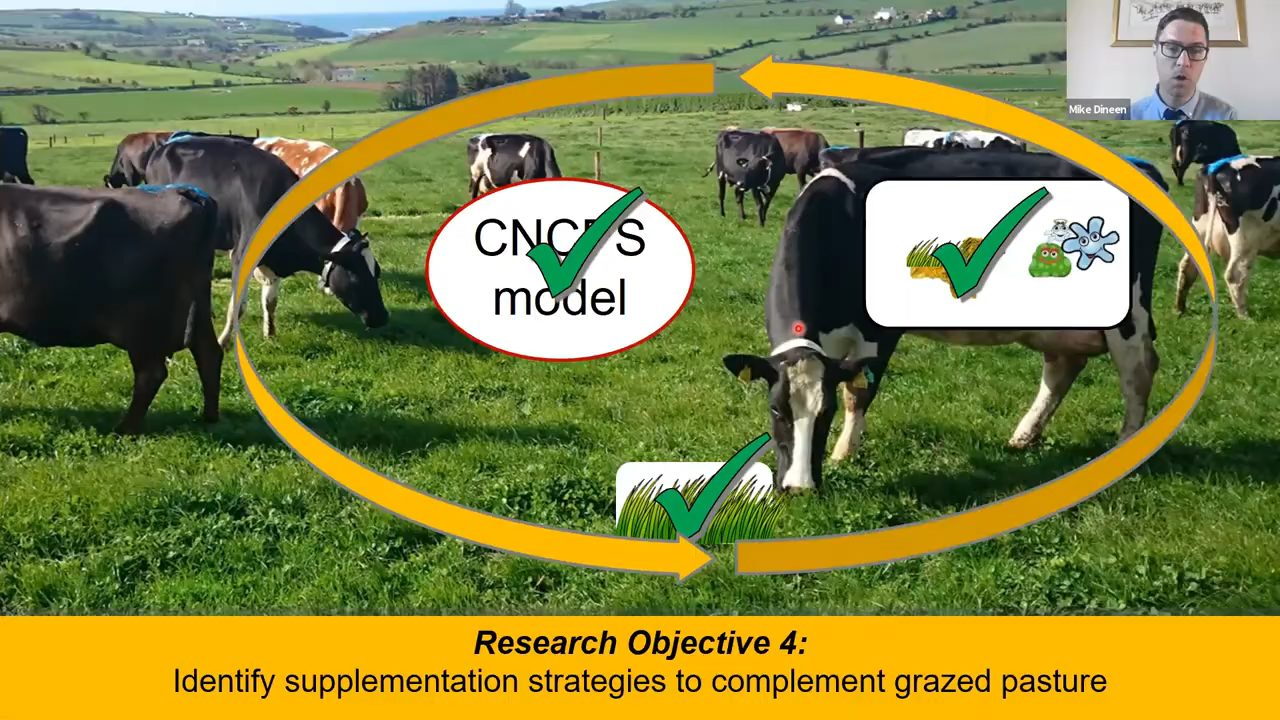 Mike Dineen
CNCPS
model
Research Objective 4:
Identify supplementation strategies to complement grazed pasture